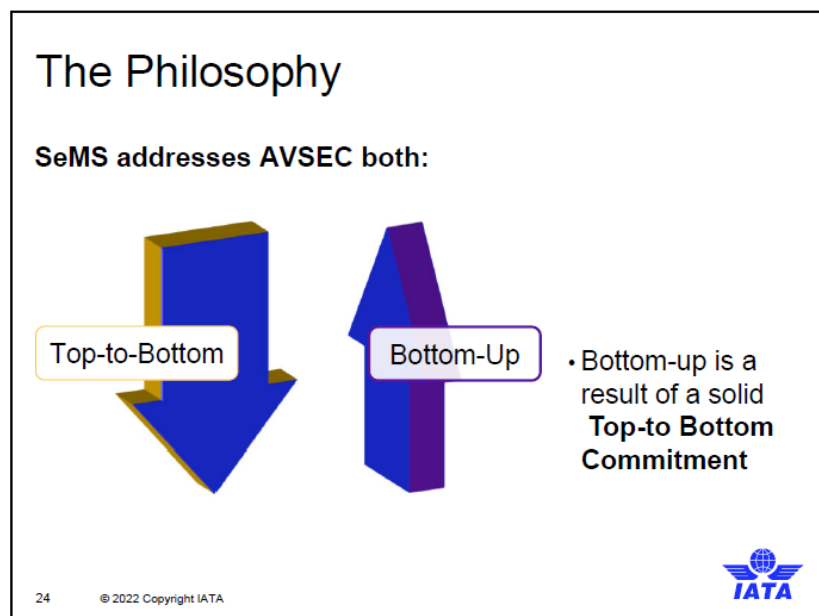 The Philosophy
SeMS addresses AVSEC both:
Top-to-Bottom
Bottom-Up
• Bottom-up is a
result of a solid
Top-to Bottom
Commitment
24 © 2022 Copyright IATA
IATA